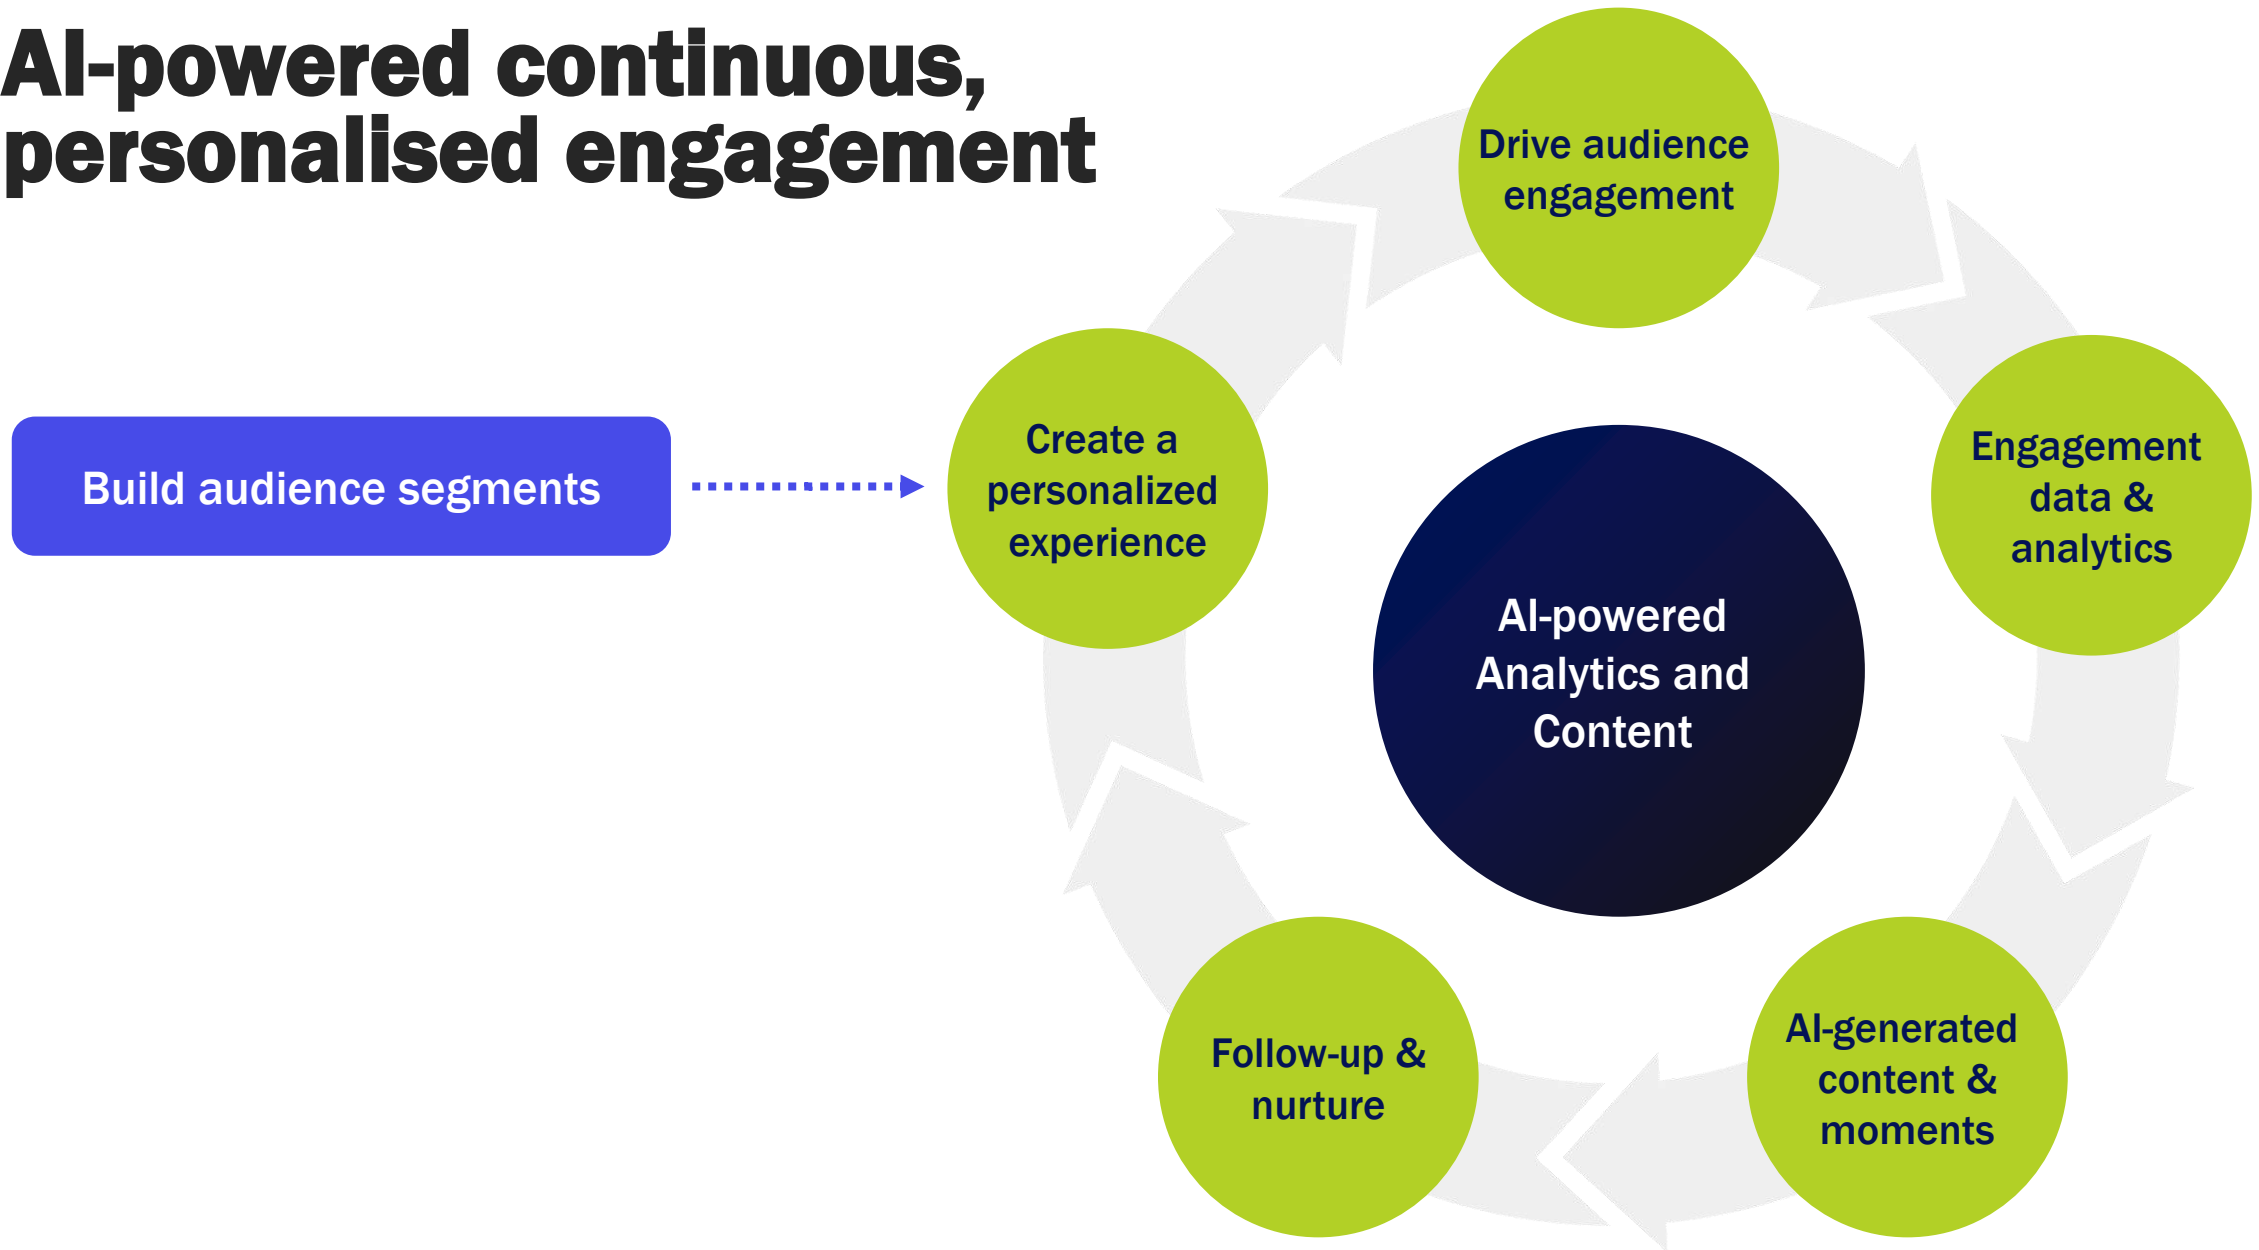 AI-powered continuous,
personalised engagement
Build audience segments
Create a
personalized
experience
Drive audience
engagement
Engagement
data &
analytics
AI-generated
content &
moments
Follow-up &
nurture
AI-powered
Analytics and
Content